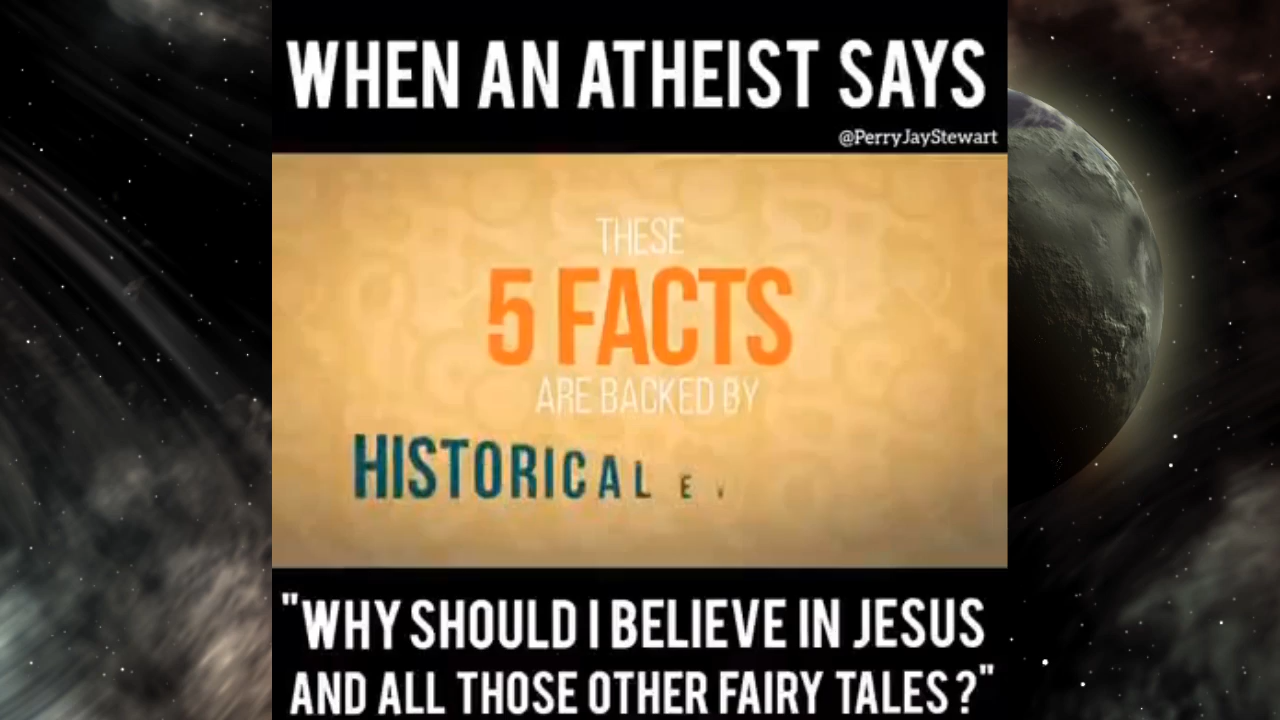 WHEN AN ATHEIST SAYS
@PerryJayStewart
THESE
5 FACTS
ARE BACKED BY
HISTORICAL E
"WHY SHOULD I BELIEVE IN JESUS
AND ALL THOSE OTHER FAIRY TALES?"